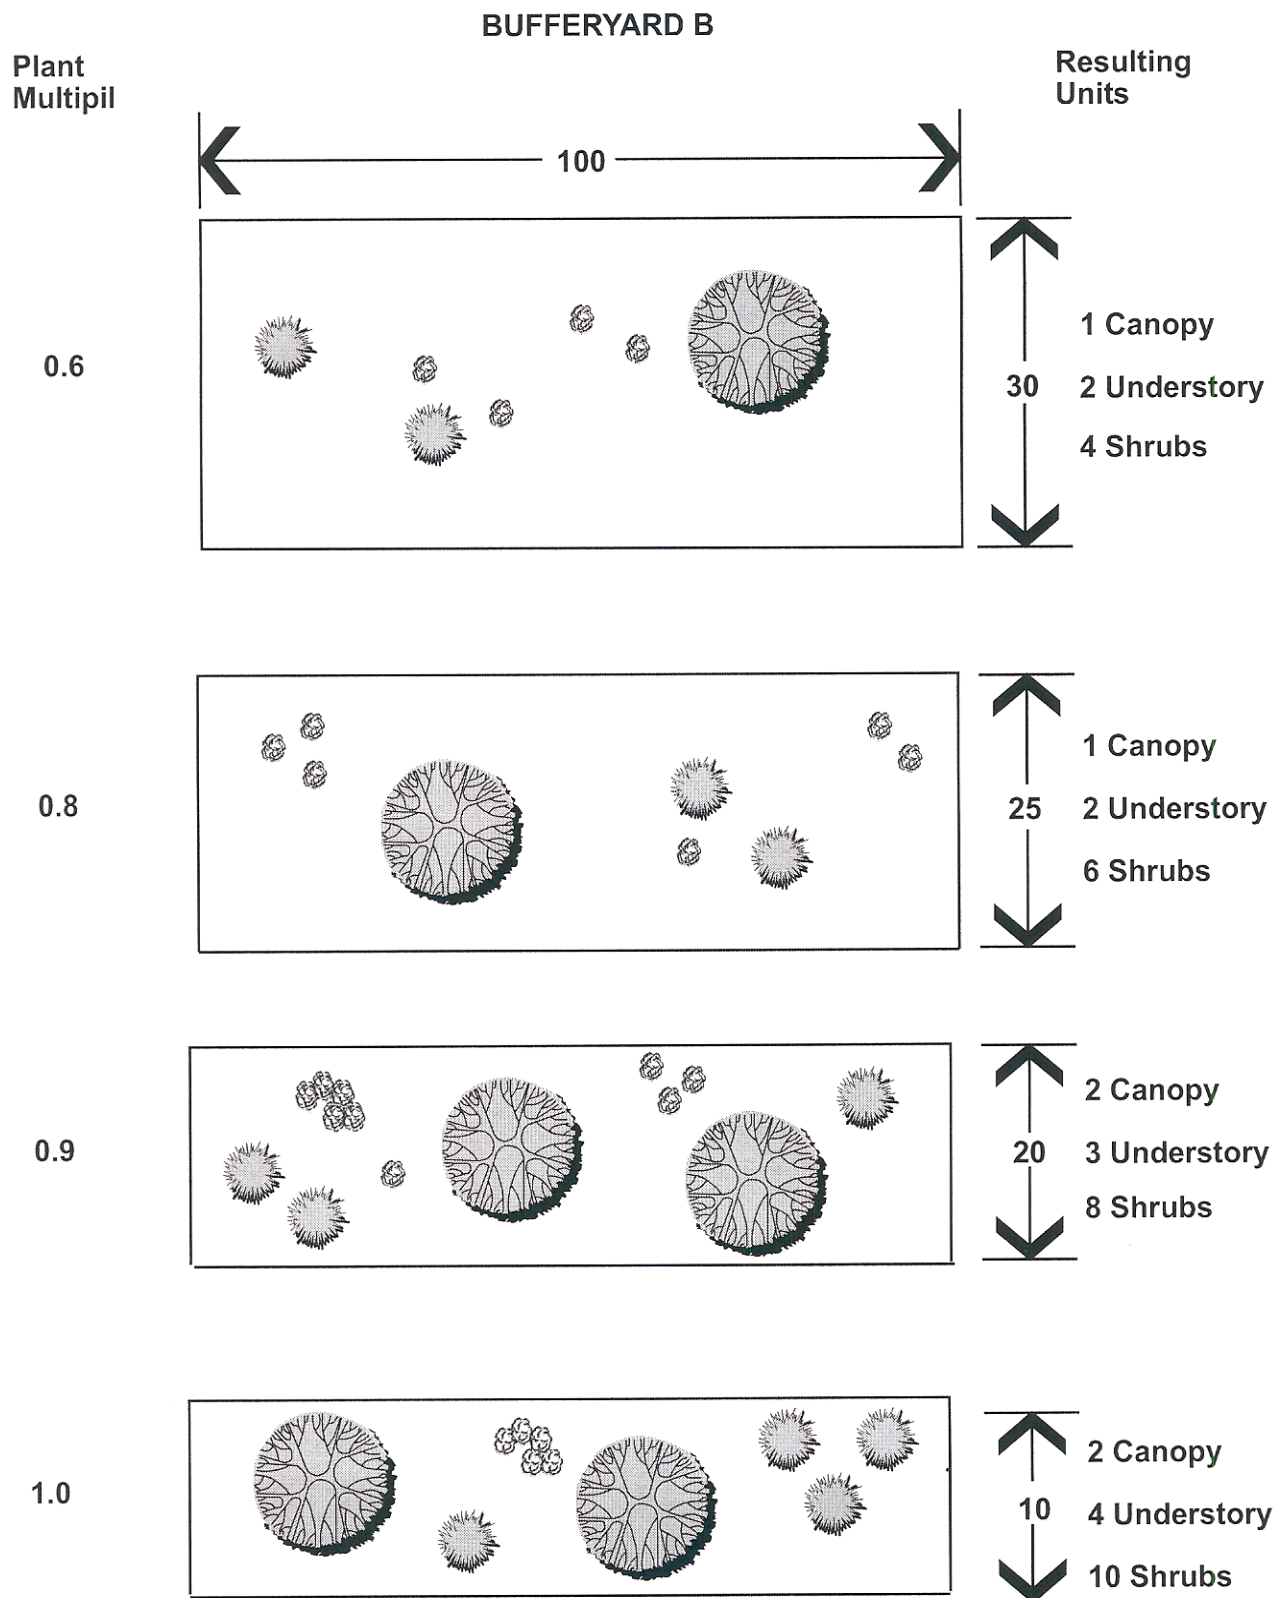 BUFFERYARD B
Plant
Multipil
Resulting
Units
100
0.6
30
1 Canopy
2 Understory
4 Shrubs
0.8
25
1 Canopy
2 Understory
6 Shrubs
0.9
20
2 Canopy
3 Understory
8 Shrubs
1.0
10
2 Canopy
4 Understory
10 Shrubs